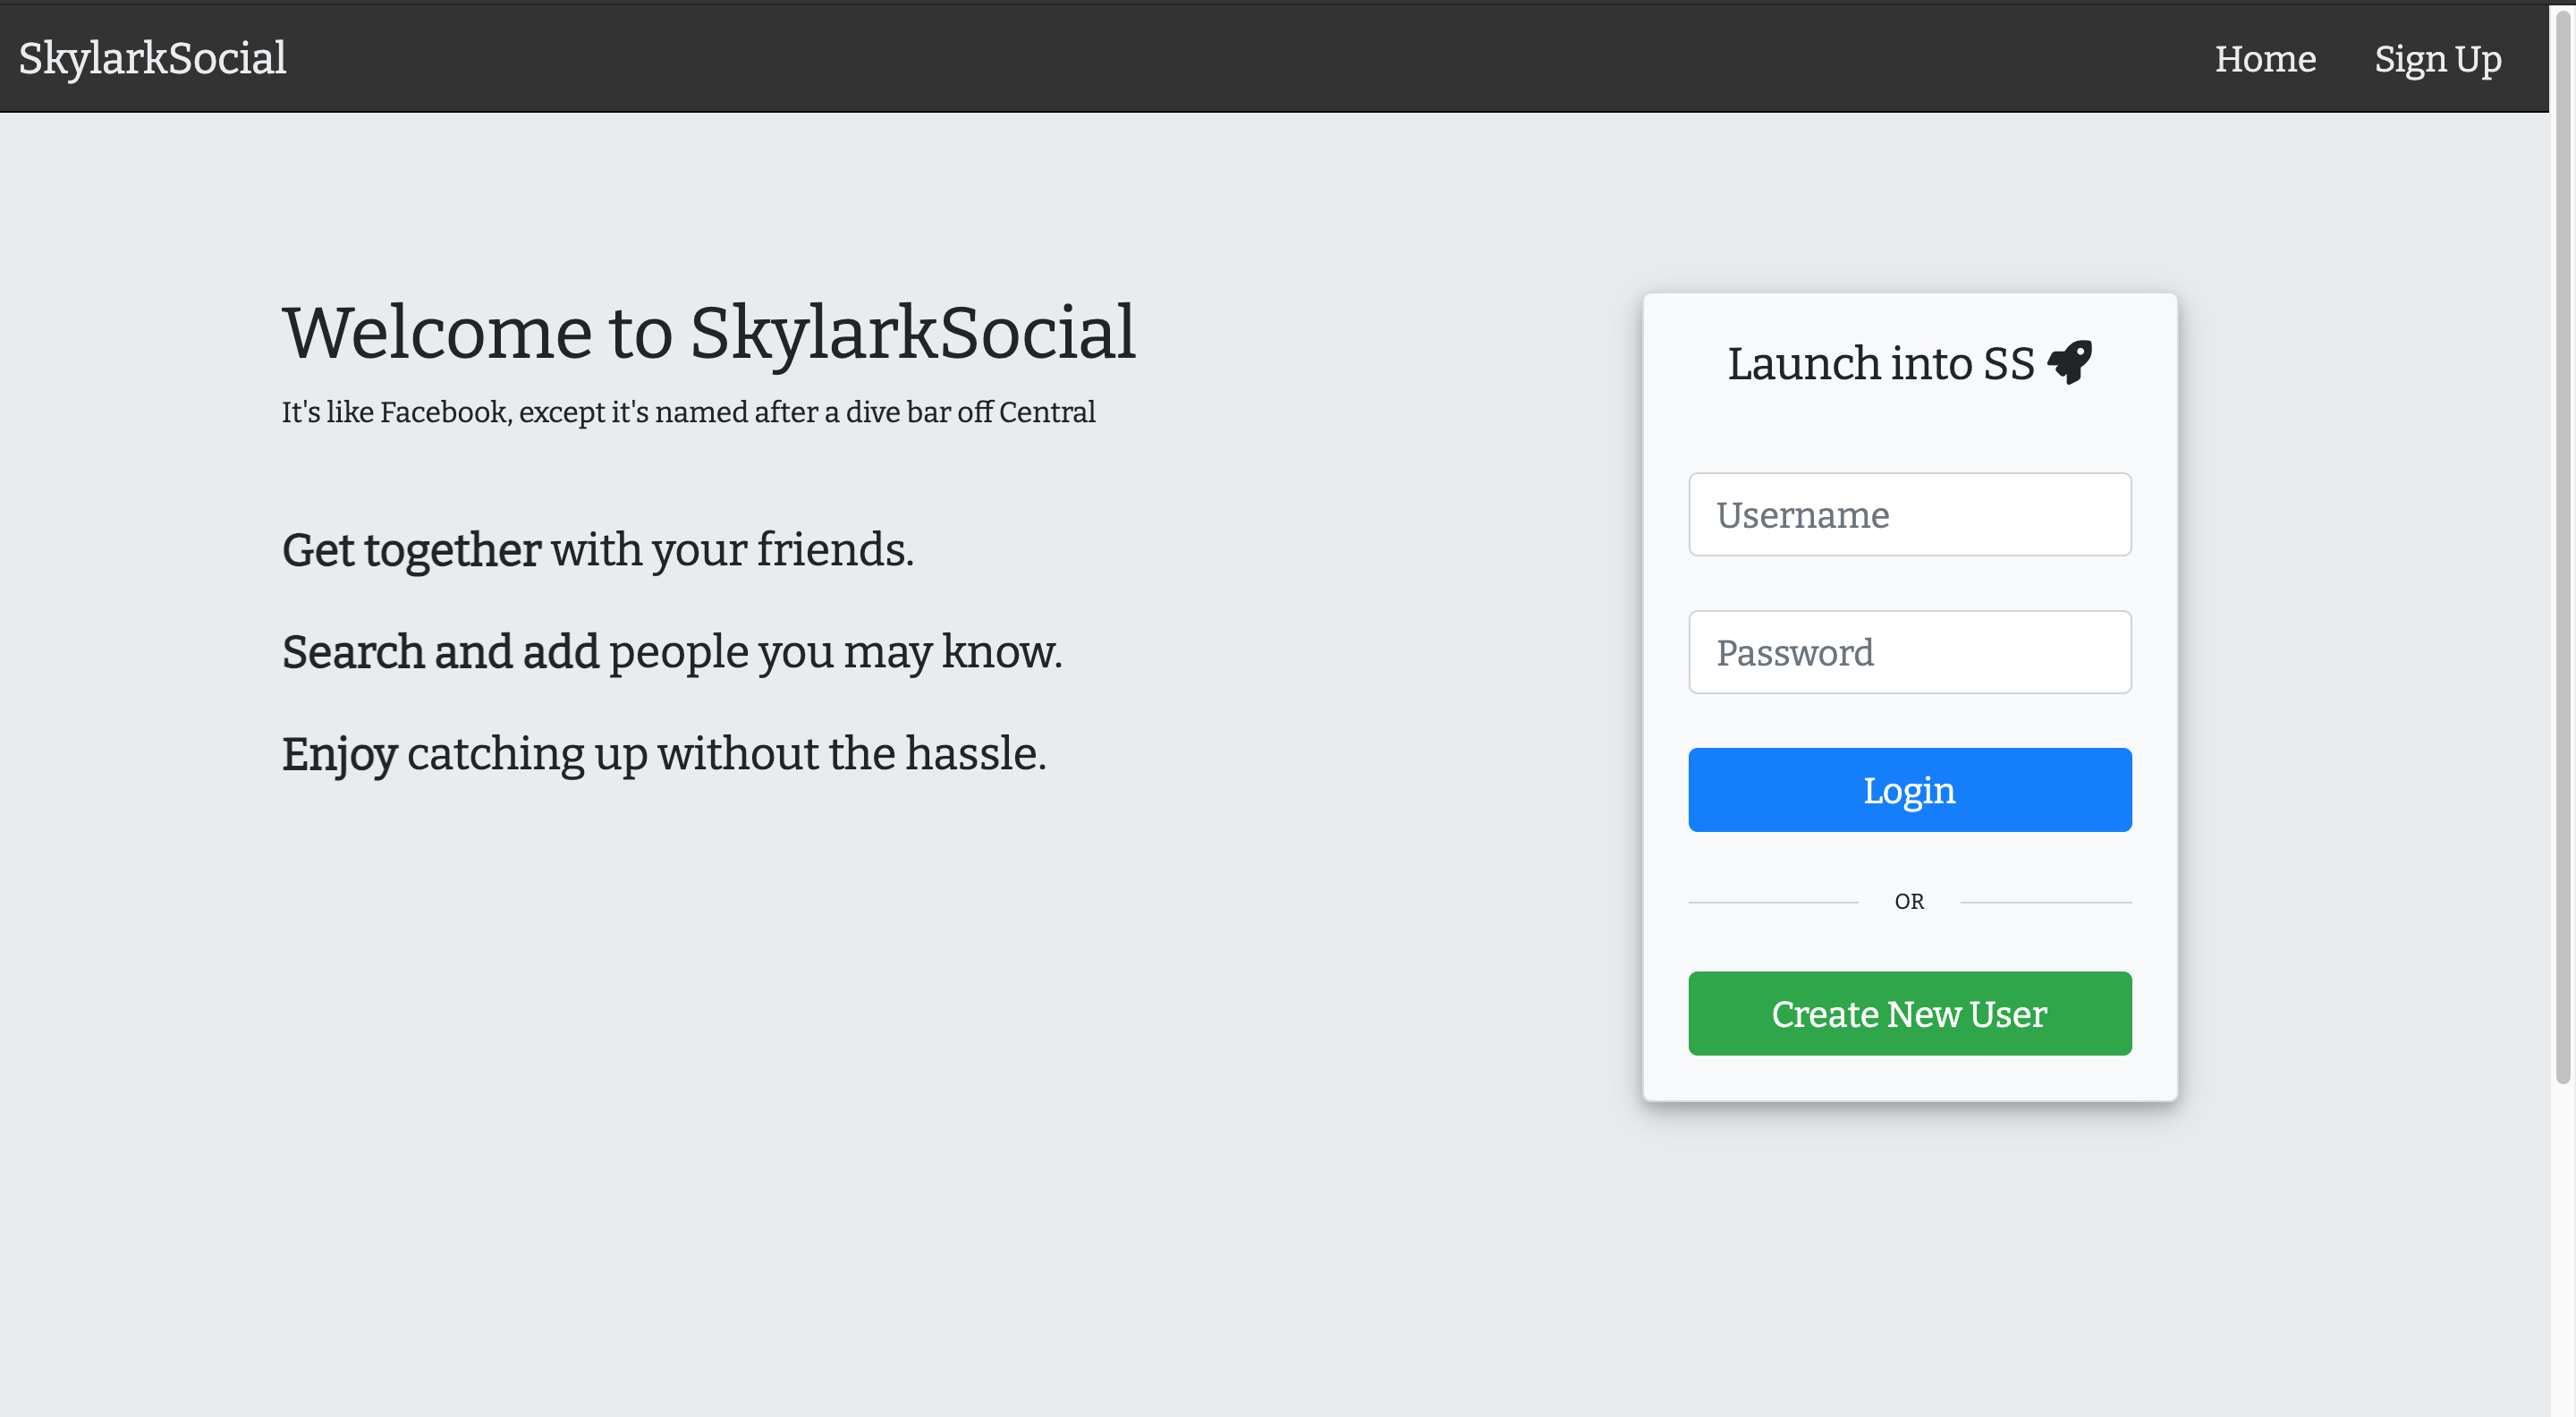 SkylarkSocial
Home
Sign Up
Welcome to SkylarkSocial
It's like Facebook, except it's named after a dive bar off Central
Get together with your friends.
Search and add people you may know.
Enjoy catching up without the hassle.
Launch into SS
Username
Password
Login
OR
Create New User